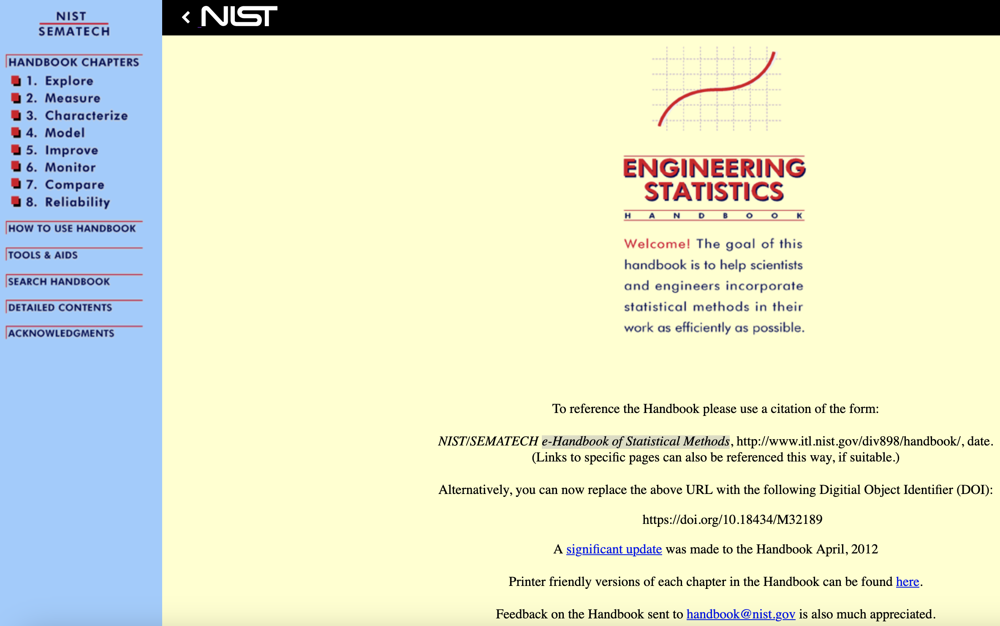 NIST
SEMATECH
HANDBOOK CHAPTERS
1. Explore
2. Measure
3. Characterize
4. Model
5. Improve
6. Monitor
7. Compare
8. Reliability
HOW TO USE HANDBOOK
TOOLS & AIDS
SEARCH HANDBOOK
DETAILED CONTENTS
ACKNOWLEDGMENTS
NIST
ENGINEERING
STATISTICS
HANDBOOK
Welcome! The goal of this
handbook is to help scientists
and engineers incorporate
statistical methods in their
work as efficiently as possible.
To reference the Handbook please use a citation of the form:
NIST/SEMATECH e-Handbook of Statistical Methods, http://www.itl.nist.gov/div898/handbook/, date.
(Links to specific pages can also be referenced this way, if suitable.)
Alternatively, you can now replace the above URL with the following Digitial Object Identifier (DOI):
https://doi.org/10.18434/M32189
A significant update was made to the Handbook April, 2012
Printer friendly versions of each chapter in the Handbook can be found here.
Feedback on the Handbook sent to handbook@nist.gov is also much appreciated.